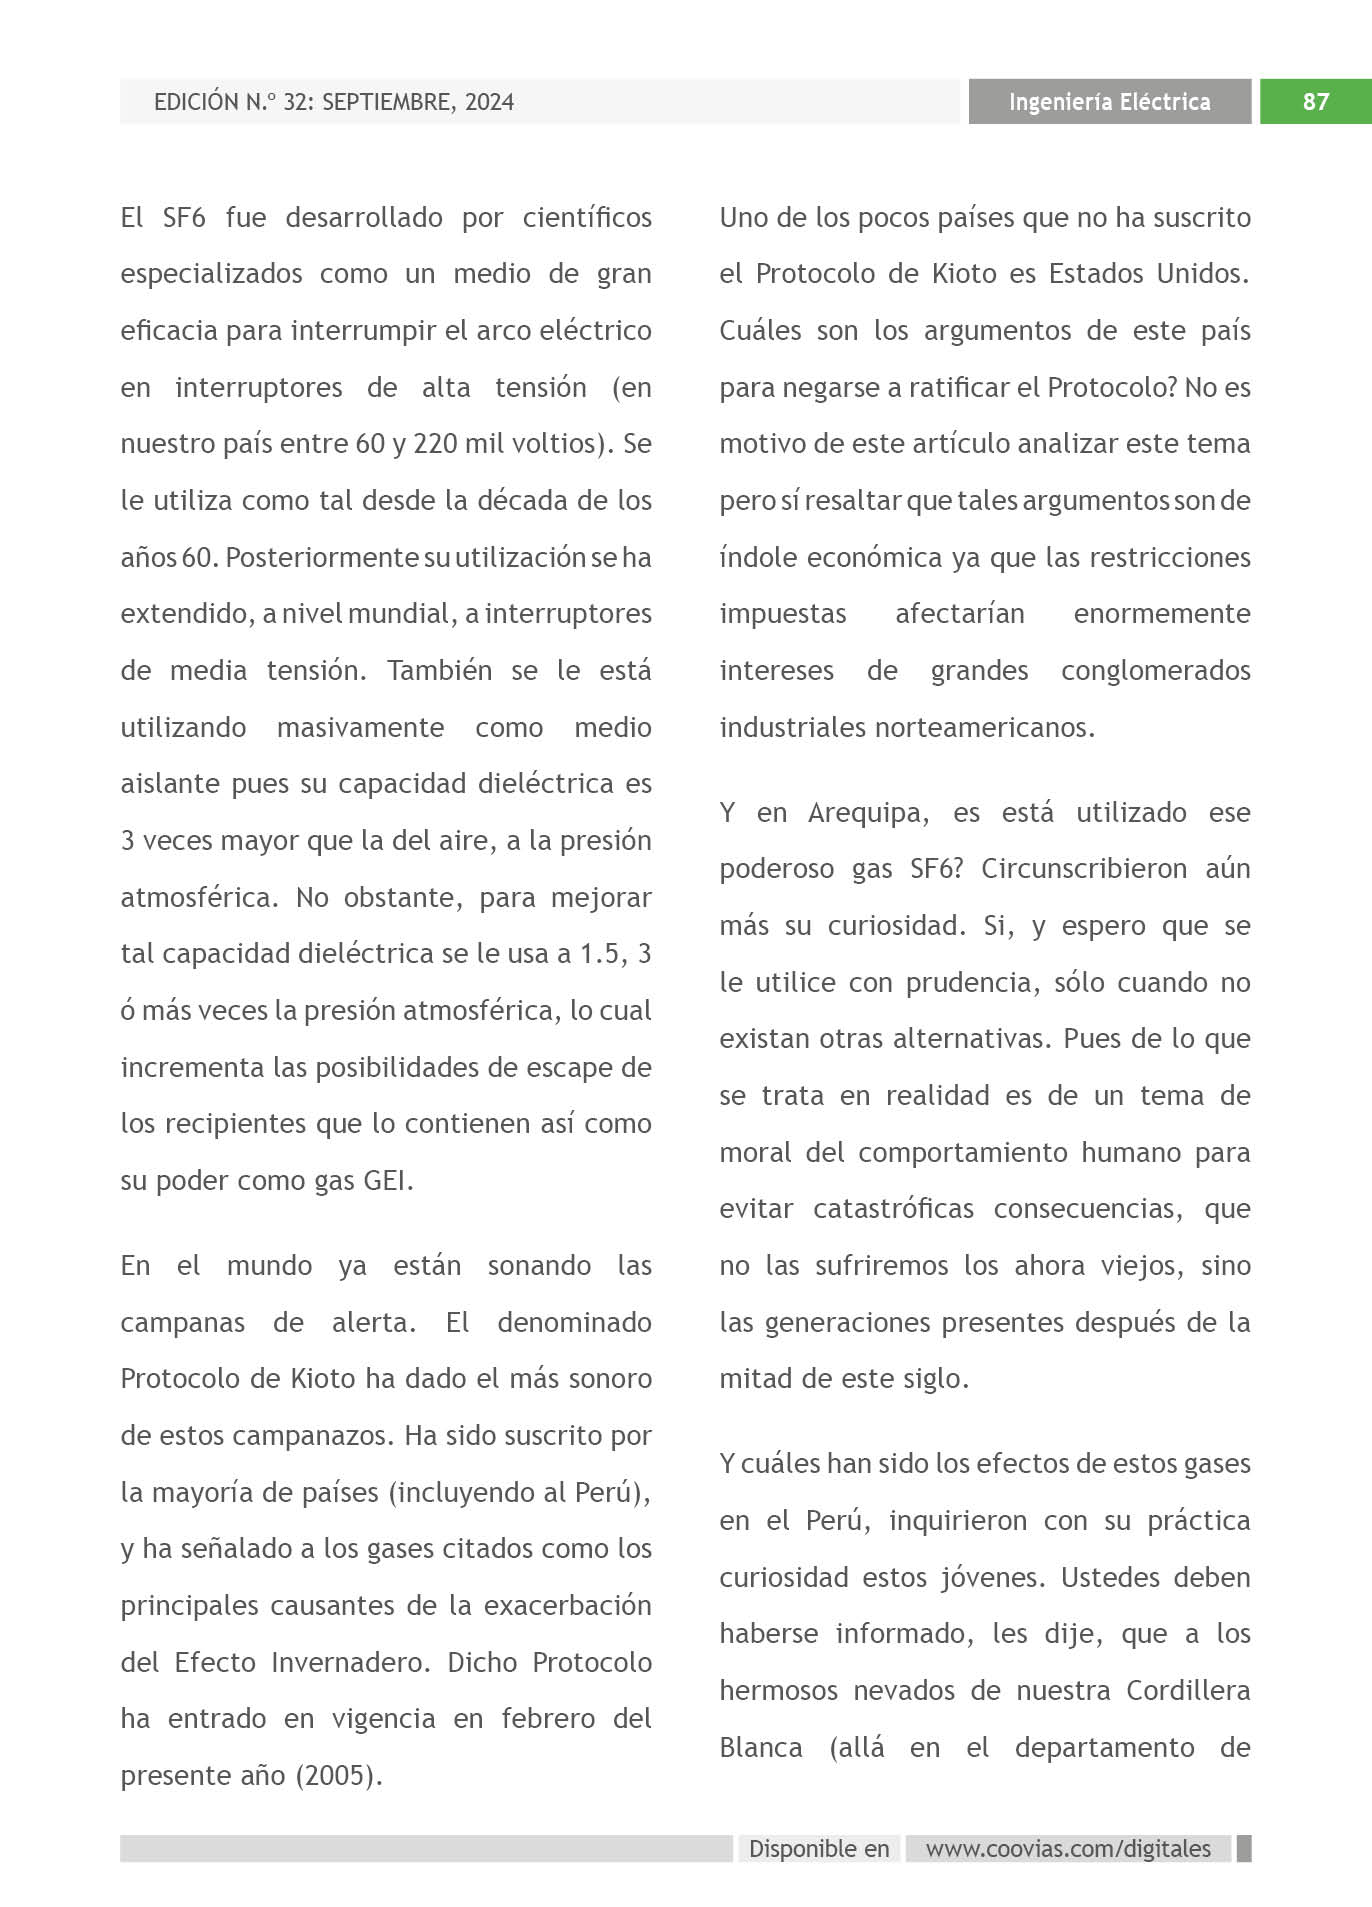 EDICIÓN N.º 32: SEPTIEMBRE, 2024
Ingeniería Eléctrica
87
El SF6 fue desarrollado por científicos
especializados como un medio de gran
eficacia para interrumpir el arco eléctrico
en interruptores de alta tensión (en
nuestro país entre 60 y 220 mil voltios). Se
le utiliza como tal desde la década de los
años 60. Posteriormente su utilización se ha
extendido, a nivel mundial, a interruptores
de media tensión. También se le está
utilizando masivamente como medio
aislante pues su capacidad dieléctrica es
3 veces mayor que la del aire, a la presión
atmosférica. No obstante, para mejorar
tal capacidad dieléctrica se le usa a 1.5, 3
ó más veces la presión atmosférica, lo cual
incrementa las posibilidades de escape de
los recipientes que lo contienen así como
su poder como gas GEI.
En el mundo ya están sonando las
campanas de alerta. El denominado
Protocolo de Kioto ha dado el más sonoro
de estos campanazos. Ha sido suscrito por
la mayoría de países (incluyendo al Perú),
y ha señalado a los gases citados como los
principales causantes de la exacerbación
del Efecto Invernadero. Dicho Protocolo
ha entrado en vigencia en febrero del
presente año (2005).
Uno de los pocos países que no ha suscrito
el Protocolo de Kioto es Estados Unidos.
Cuáles son los argumentos de este país
para negarse a ratificar el Protocolo? No es
motivo de este artículo analizar este tema
pero sí resaltar que tales argumentos son de
índole económica ya que las restricciones
impuestas afectarían enormemente
intereses de grandes conglomerados
industriales norteamericanos.
Y en Arequipa, es está utilizado ese
poderoso gas SF6? Circunscribieron aún
más su curiosidad. Si, y espero que se
le utilice con prudencia, sólo cuando no
existan otras alternativas. Pues de lo que
se trata en realidad es de un tema de
moral del comportamiento humano para
evitar catastróficas consecuencias, que
no las sufriremos los ahora viejos, sino
las generaciones presentes después de la
mitad de este siglo.
Y cuáles han sido los efectos de estos gases
en el Perú, inquirieron con su práctica
curiosidad estos jóvenes. Ustedes deben
haberse informado, les dije, que a los
hermosos nevados de nuestra Cordillera
Blanca (allá en el departamento de
Disponible en
www.coovias.com/digitales